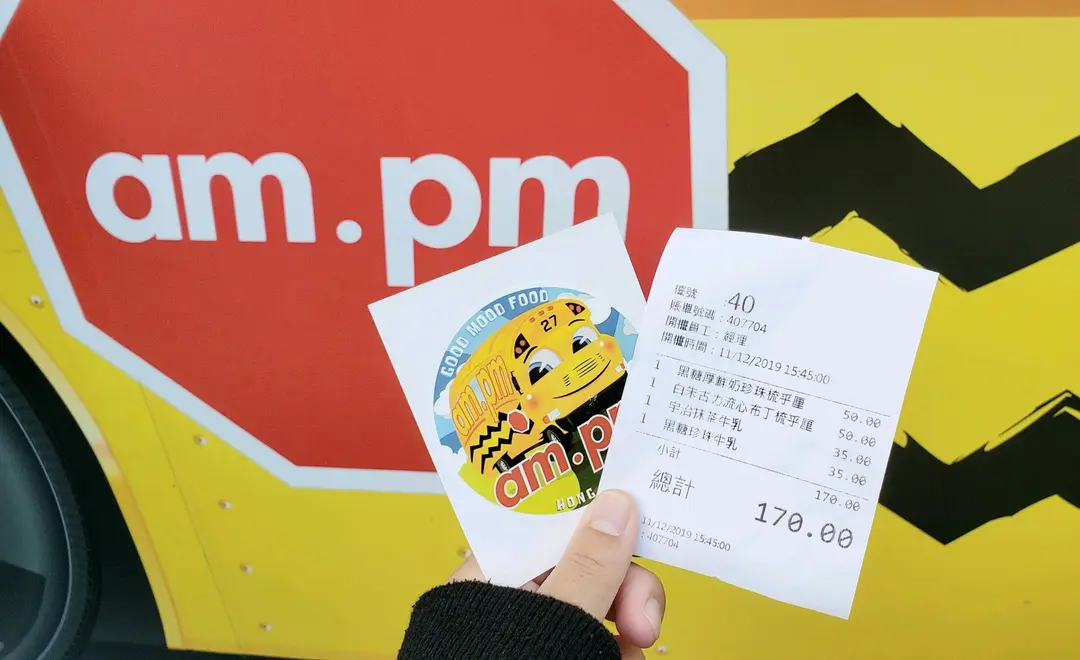 am.pm
GOOD MOOD FOOD
27
am.pm
am.p
HONG
檯號 :40
賬單號碼:407704
開檯員工:經理
開檯時間:11/12/2019 15:45:00
1 黑糖厚鮮奶珍珠梳乎厘 50.00
1 白朱古力流心布丁梳乎厘 50.00
1 宇治抹茶牛乳 35.00
1 黑糖珍珠牛乳 35.00
小計 170.00
總計 170.00
11/12/2019 15:45:00
:407704